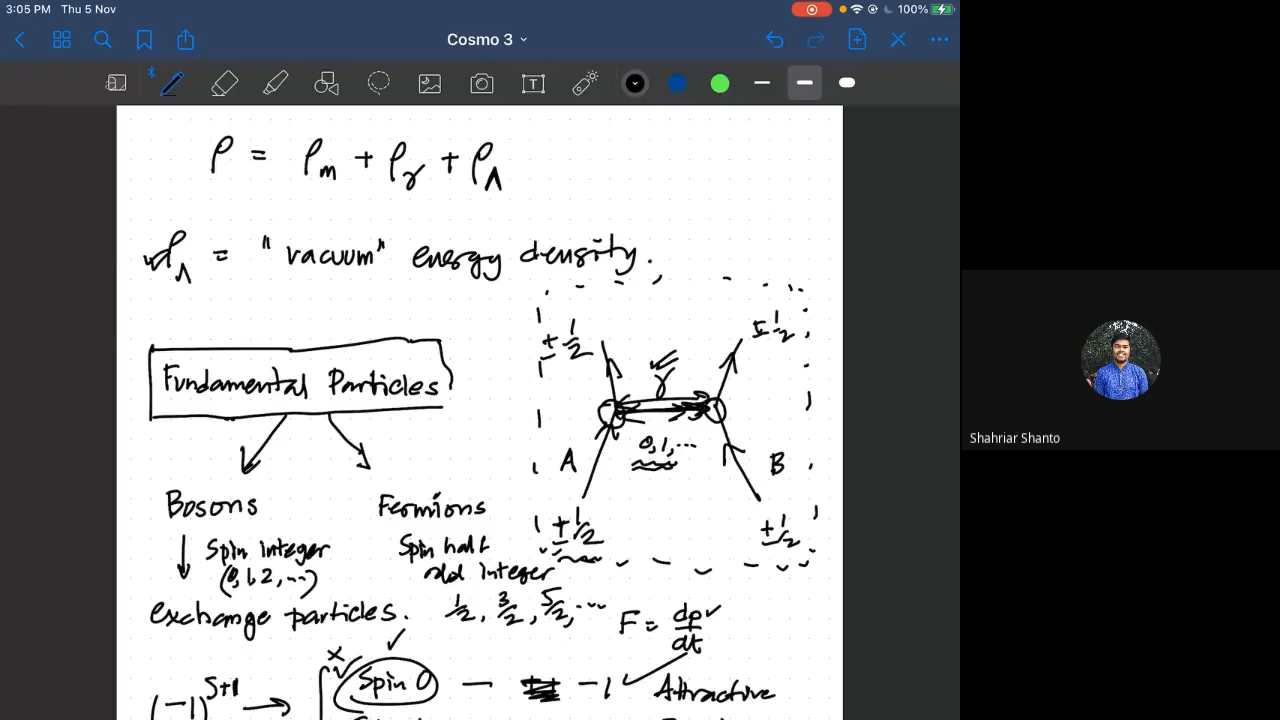 3:05 PM Thu 5 Nov
100%
Cosmo 3
T
ρ = ρm + ργ + ρΛ
ρΛ = "vacuum" energy density.
Fundamental Particles
Bosons
Spin integer
(0, 1, 2, ...)
exchange particles.
Fermions
Spin half
odd integer
1/2, 3/2, 5/2, ...
+ 1/2
± 1/2
γ
0, 1, ...
A
B
+ 1/2
+ 1/2
F = dp/dt
(-1)^S+1 → Spin 0 — -1 Attractive
Shahriar Shanto